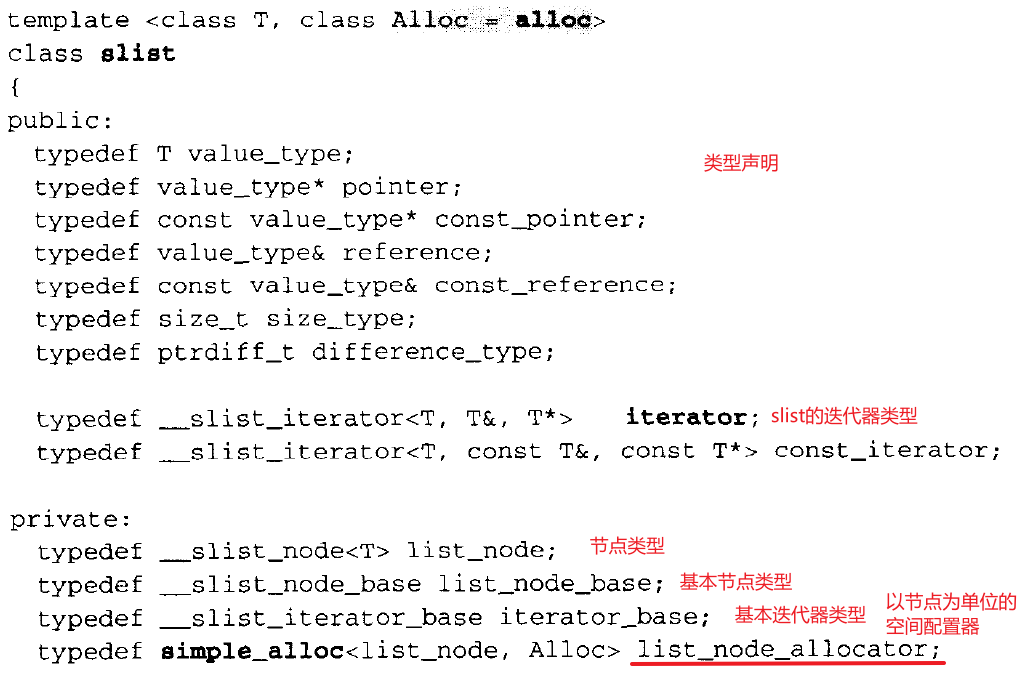 template <class T, class Alloc = alloc>
class slist
{
public:
typedef T value_type;
类型声明
typedef value_type* pointer;
typedef const value_type* const_pointer;
typedef value_type& reference;
typedef const value_type& const_reference;
typedef size_t size_type;
typedef ptrdiff_t difference_type;
typedef __slist_iterator<T, T&, T*> iterator; slist的迭代器类型
typedef __slist_iterator<T, const T&, const T*> const_iterator;
private:
typedef __slist_node<T> list_node; 节点类型
typedef __slist_node_base list_node_base; 基本节点类型
typedef __slist_iterator_base iterator_base; 基本迭代器类型
以节点为单位的
空间配置器
typedef simple_alloc<list_node, Alloc> list_node_allocator;